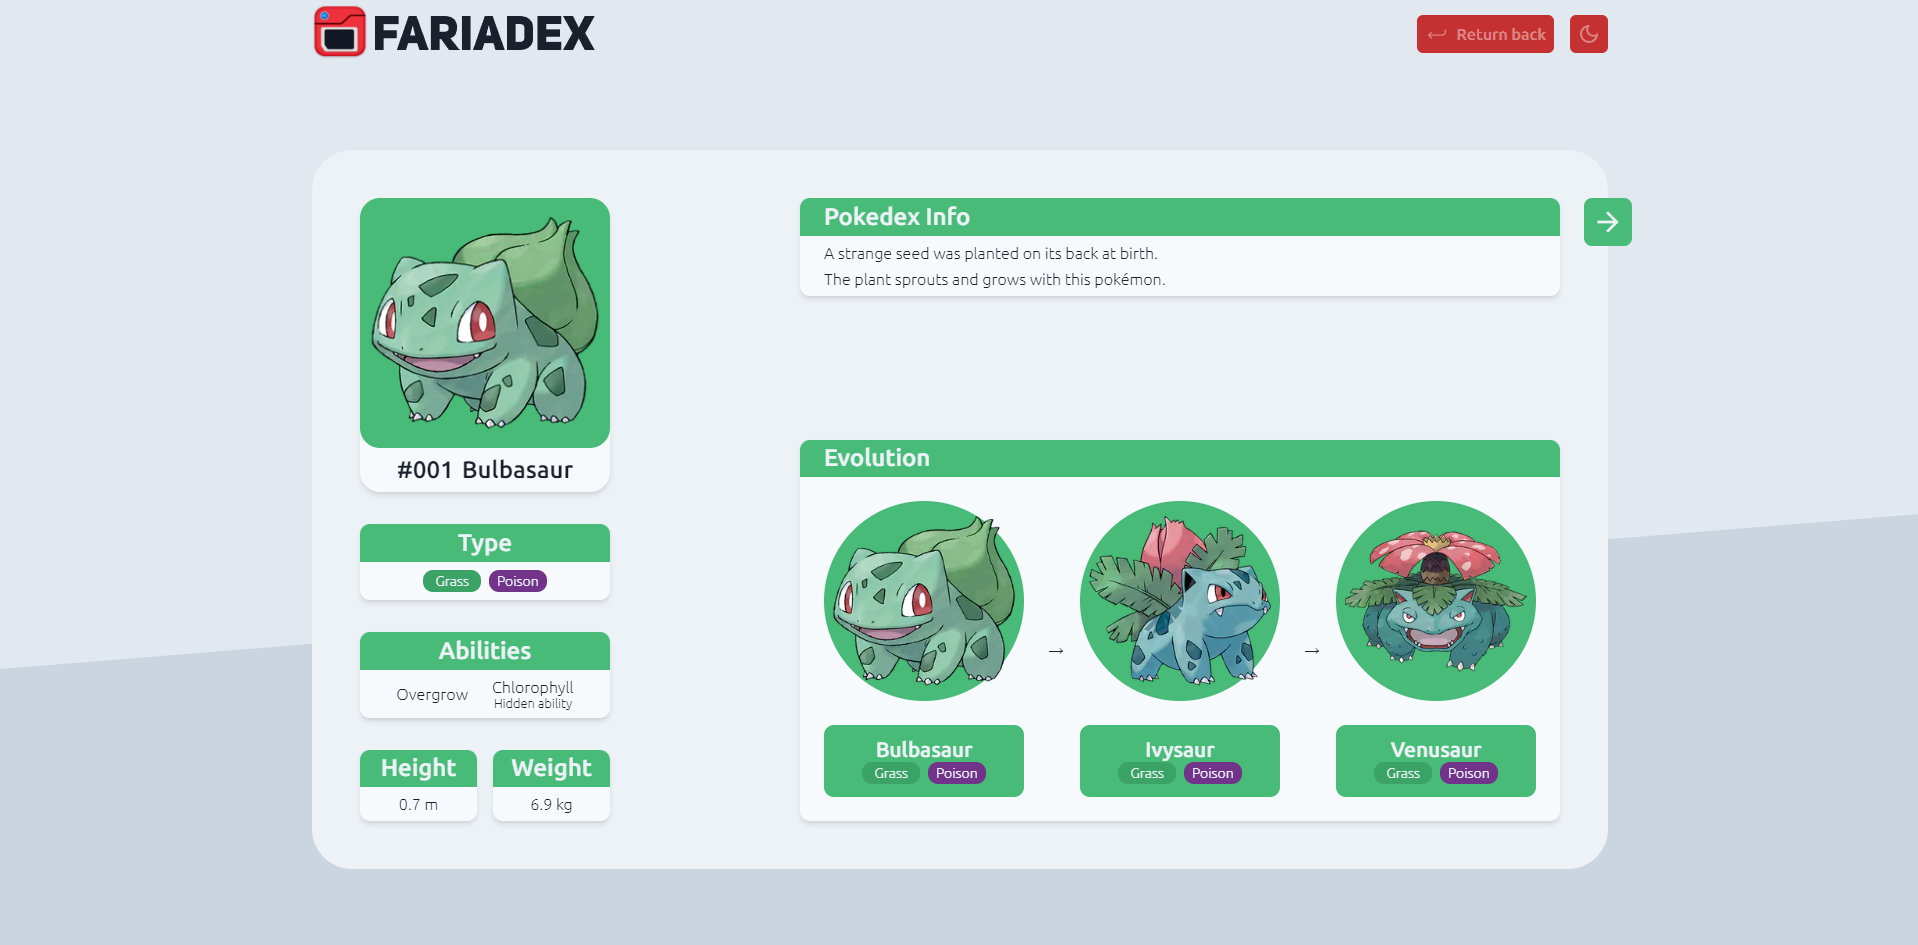 FARIADEX
Return back
#001 Bulbasaur
Type
Grass Poison
Abilities
Overgrow
Chlorophyll
Hidden ability
Height
0.7 m
Weight
6.9 kg
Pokedex Info
A strange seed was planted on its back at birth.
The plant sprouts and grows with this pokémon.
Evolution
→
→
Bulbasaur
Grass Poison
Ivysaur
Grass Poison
Venusaur
Grass Poison